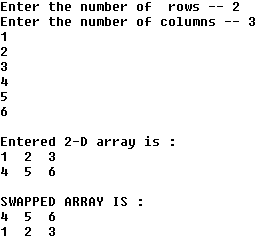 Enter the number of  rows -- 2
Enter the number of columns -- 3
1
2
3
4
5
6
Entered 2-D array is :
1  2  3
4  5  6
SWAPPED ARRAY IS :
4  5  6
1  2  3